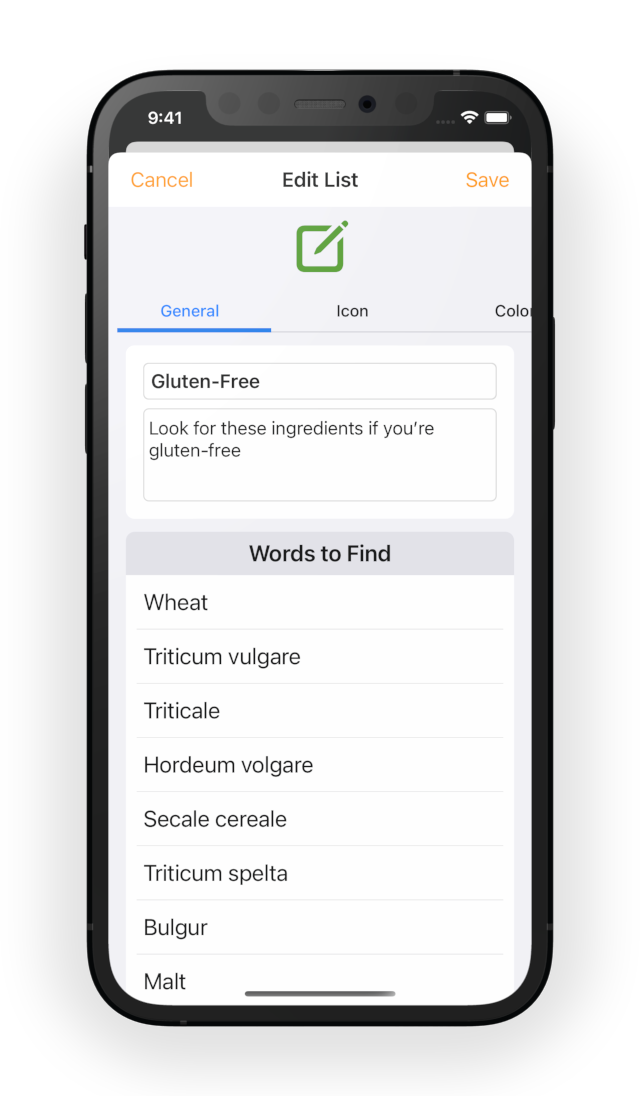 9:41
Cancel Edit List Save
General Icon Color
Gluten-Free
Look for these ingredients if you’re
gluten-free
Words to Find
Wheat
Triticum vulgare
Triticale
Hordeum volgare
Secale cereale
Triticum spelta
Bulgur
Malt